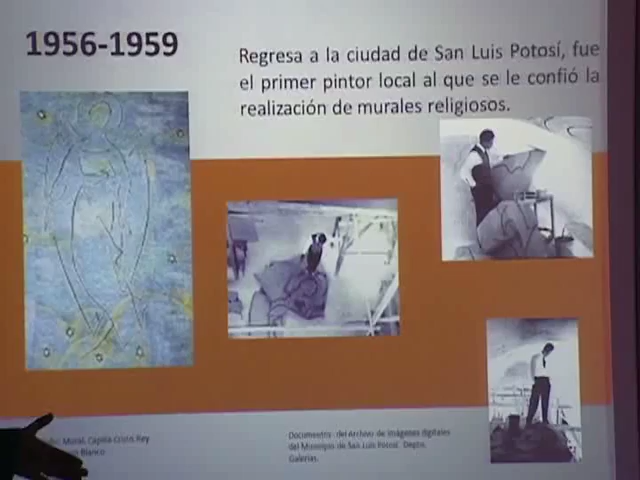 1956-1959
Regresa a la ciudad de San Luis Potosí, fue
el primer pintor local al que se le confió la
realización de murales religiosos.
Mural, Capilla Cristo Rey
Blanco
Documentos del Archivo de imágenes digitales
del Municipio de San Luis Potosí. Depto.
Galerías.